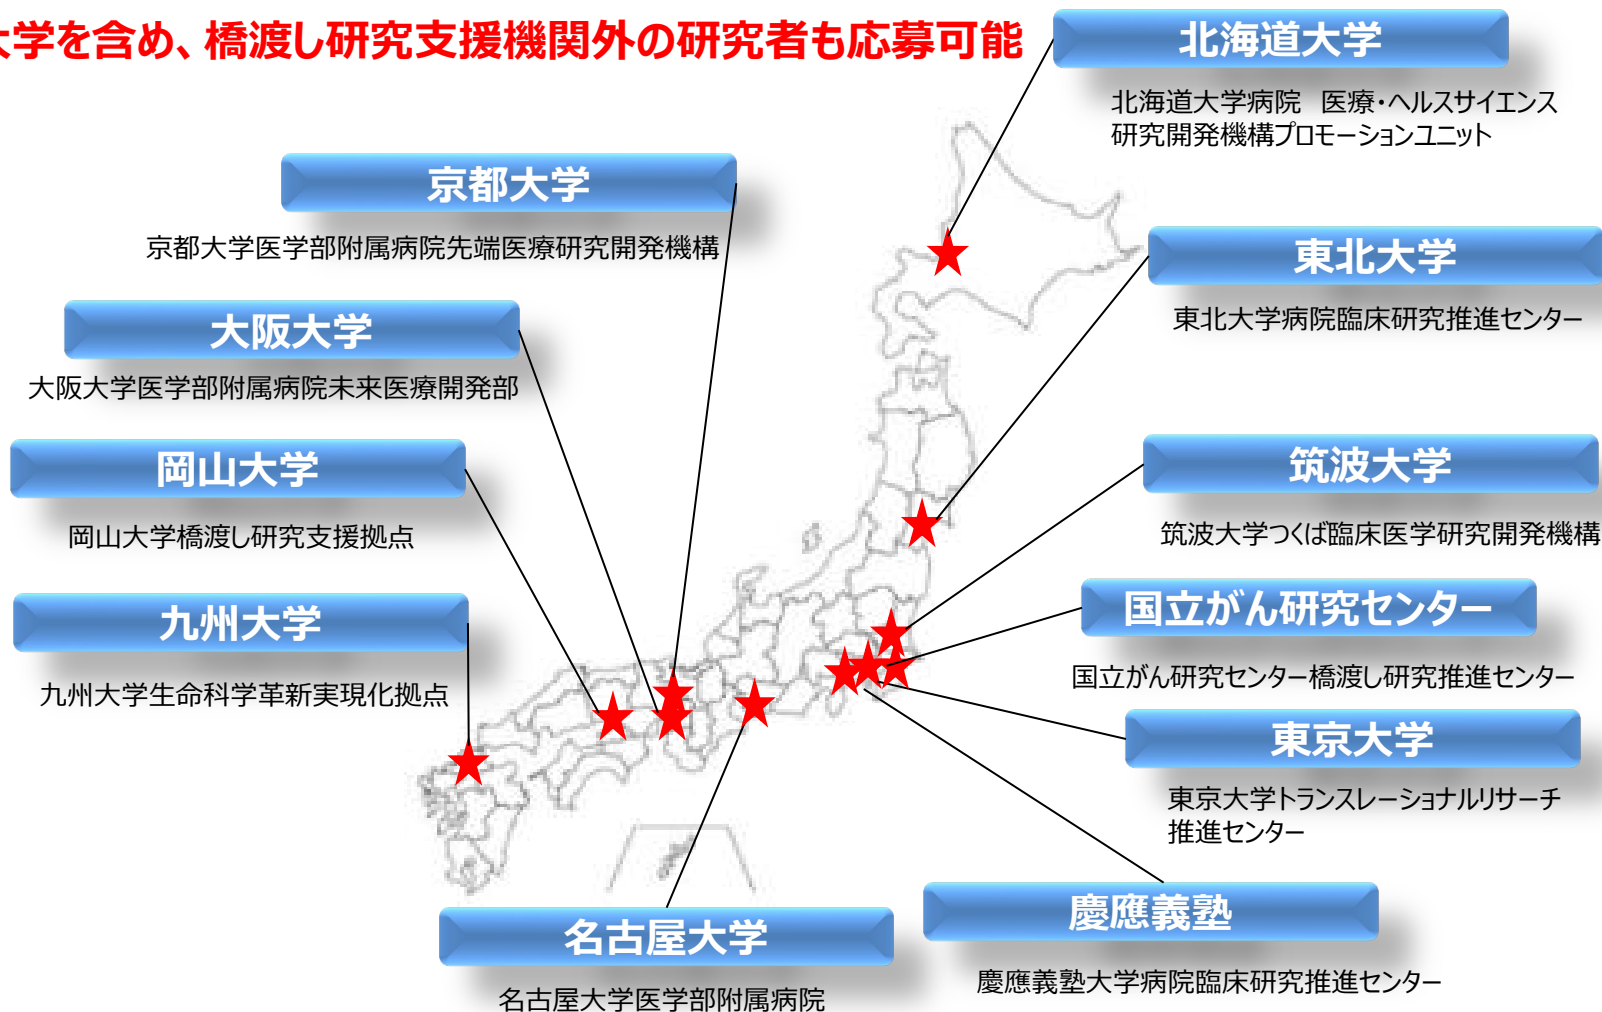 大学を含め、橋渡し研究支援機関外の研究者も応募可能
北海道大学
北海道大学病院　医療・ヘルスサイエンス
研究開発機構プロモーションユニット
京都大学
京都大学医学部附属病院先端医療研究開発機構
東北大学
東北大学病院臨床研究推進センター
大阪大学
大阪大学医学部附属病院未来医療開発部
岡山大学
岡山大学橋渡し研究支援拠点
筑波大学
筑波大学つくば臨床医学研究開発機構
九州大学
九州大学生命科学革新実現化拠点
国立がん研究センター
国立がん研究センター橋渡し研究推進センター
東京大学
東京大学トランスレーショナルリサーチ
推進センター
慶應義塾
慶應義塾大学病院臨床研究推進センター
名古屋大学
名古屋大学医学部附属病院